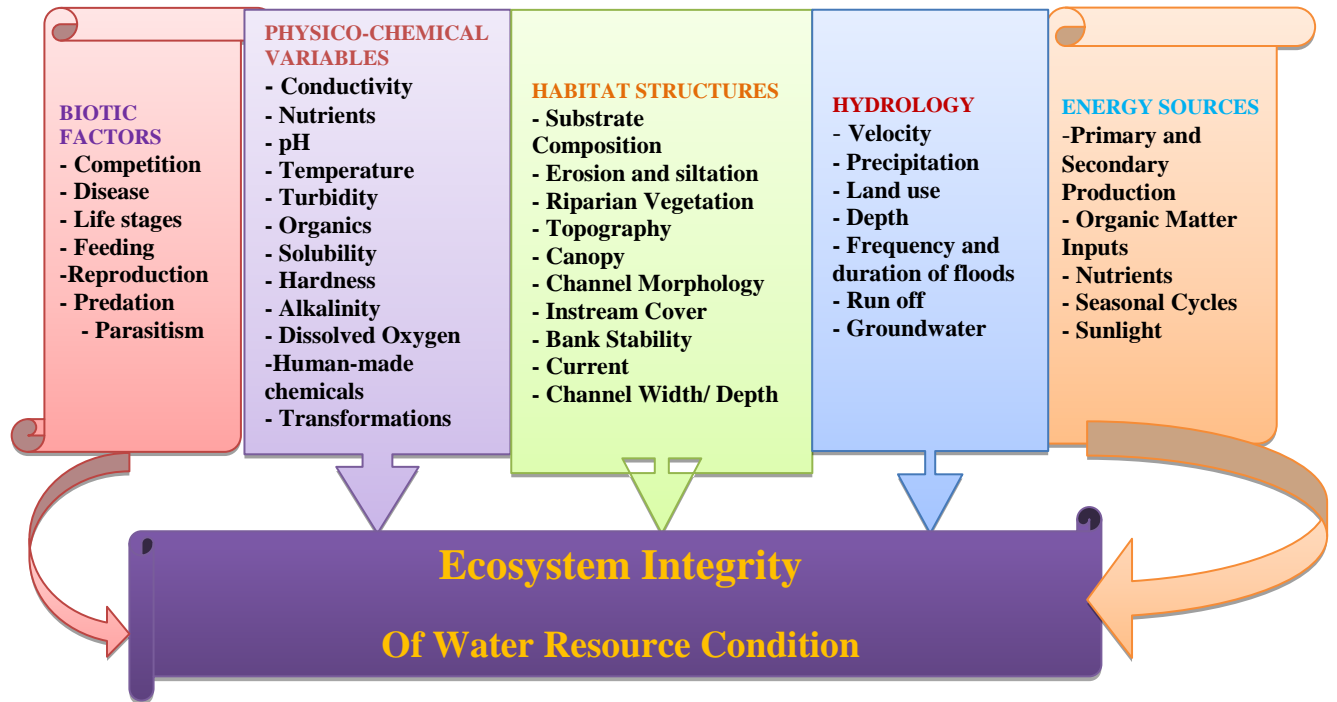 BIOTIC
FACTORS
- Competition
- Disease
- Life stages
- Feeding
-Reproduction
- Predation
- Parasitism
PHYSICO-CHEMICAL
VARIABLES
- Conductivity
- Nutrients
- pH
- Temperature
- Turbidity
- Organics
- Solubility
- Hardness
- Alkalinity
- Dissolved Oxygen
-Human-made
chemicals
- Transformations
HABITAT STRUCTURES
- Substrate
Composition
- Erosion and siltation
- Riparian Vegetation
- Topography
- Canopy
- Channel Morphology
- Instream Cover
- Bank Stability
- Current
- Channel Width/ Depth
HYDROLOGY
- Velocity
- Precipitation
- Land use
- Depth
- Frequency and
duration of floods
- Run off
- Groundwater
ENERGY SOURCES
-Primary and
Secondary
Production
- Organic Matter
Inputs
- Nutrients
- Seasonal Cycles
- Sunlight
Ecosystem Integrity
Of Water Resource Condition